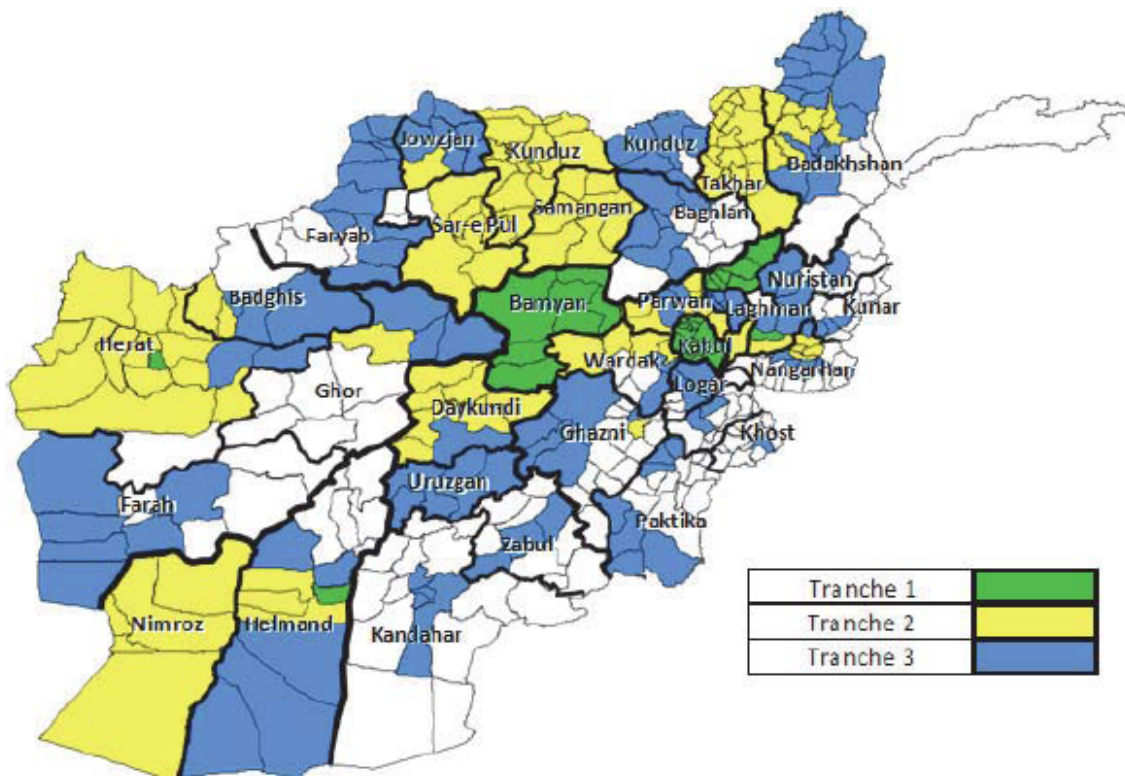 Jowzjan
Kunduz
Kunduz
Badakhshan
Takhar
Samangan
Baghlan
Sar-e Pul
Faryab
Nuristan
Badghis
Bamyan
Parwan
Laghman
Kunar
Herat
Kabul
Wardak
Nangarhar
Ghor
Logar
Daykundi
Ghazni
Khost
Uruzgan
Farah
Paktika
Zabul
Nimroz
Helmand
Kandahar
Tranche 1
Tranche 2
Tranche 3